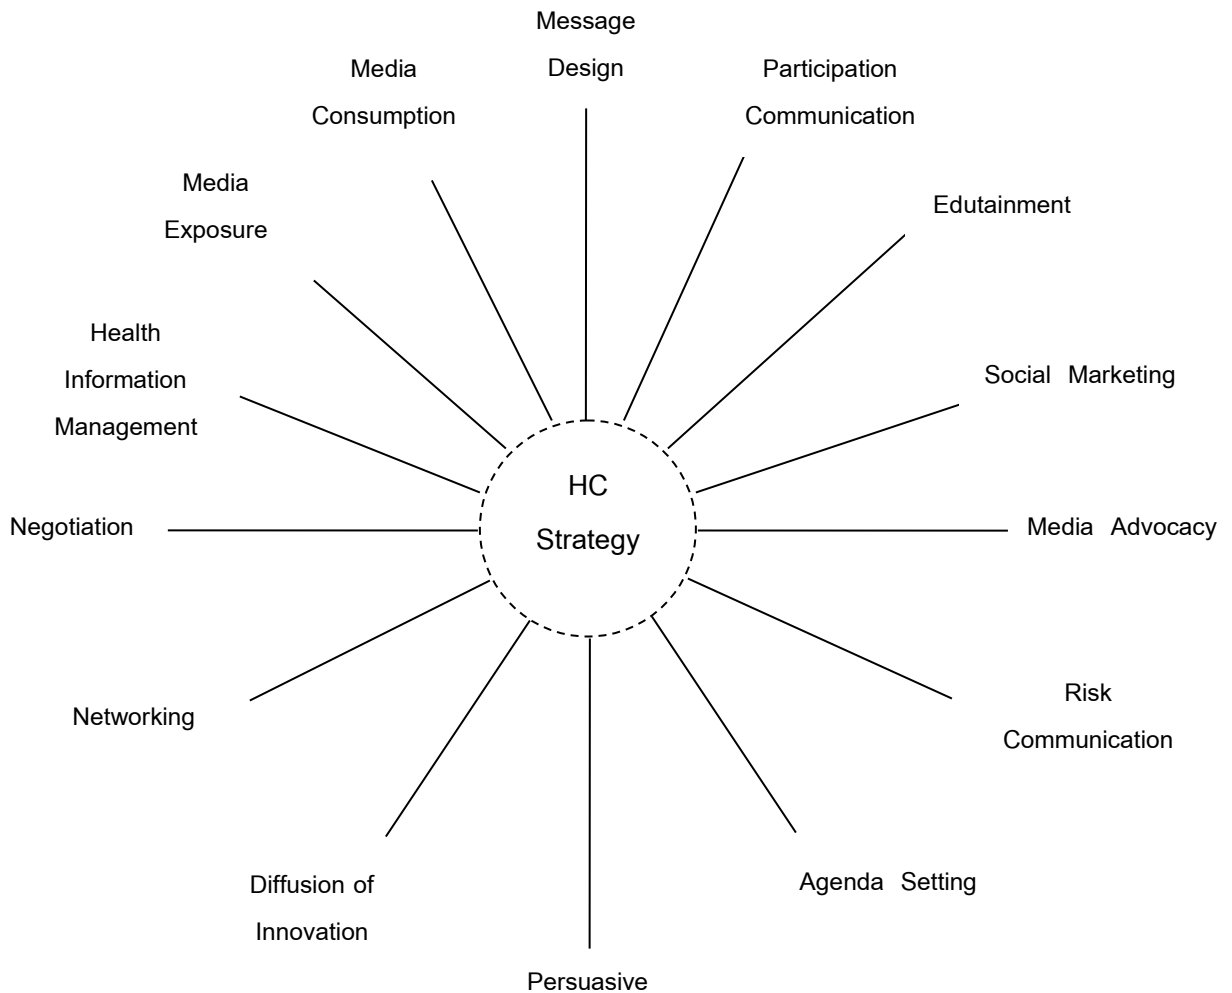 Message
Design
Media
Consumption
Participation
Communication
Media
Exposure
Edutainment
Health
Information
Management
Social Marketing
HC
Strategy
Negotiation
Media Advocacy
Networking
Risk
Communication
Diffusion of
Innovation
Agenda Setting
Persuasive